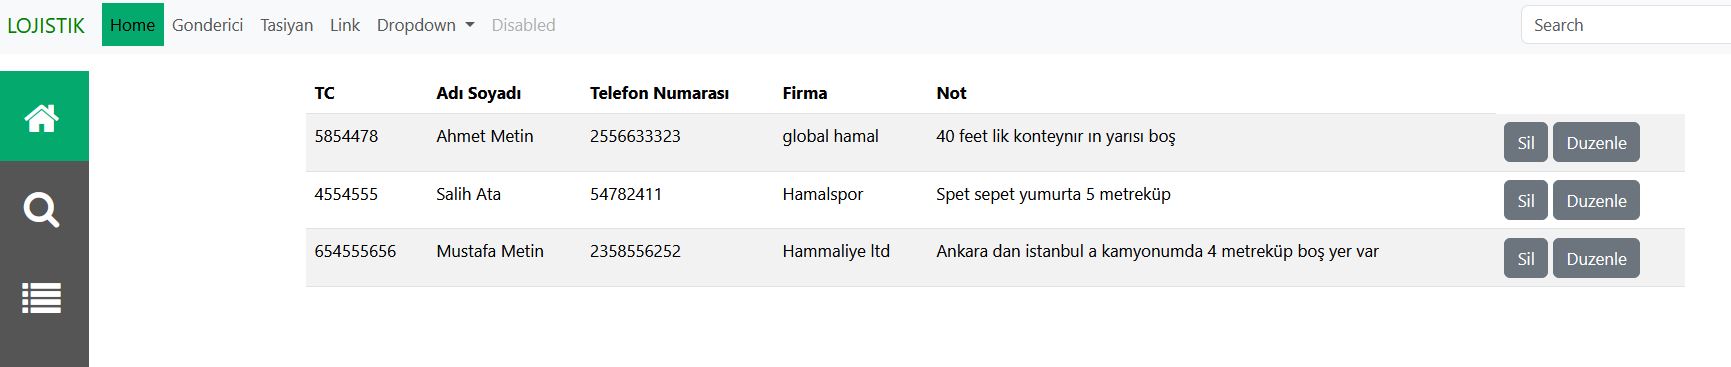 LOJISTIK Home Gonderici Tasiyan Link Dropdown Disabled Search
TC Adı Soyadı Telefon Numarası Firma Not
5854478 Ahmet Metin 2556633323 global hamal 40 feet lik konteynır ın yarısı boş Sil Duzenle
4554555 Salih Ata 54782411 Hamalspor Spet sepet yumurta 5 metreküp Sil Duzenle
654555656 Mustafa Metin 2358556252 Hammaliye ltd Ankara dan istanbul a kamyonumda 4 metreküp boş yer var Sil Duzenle